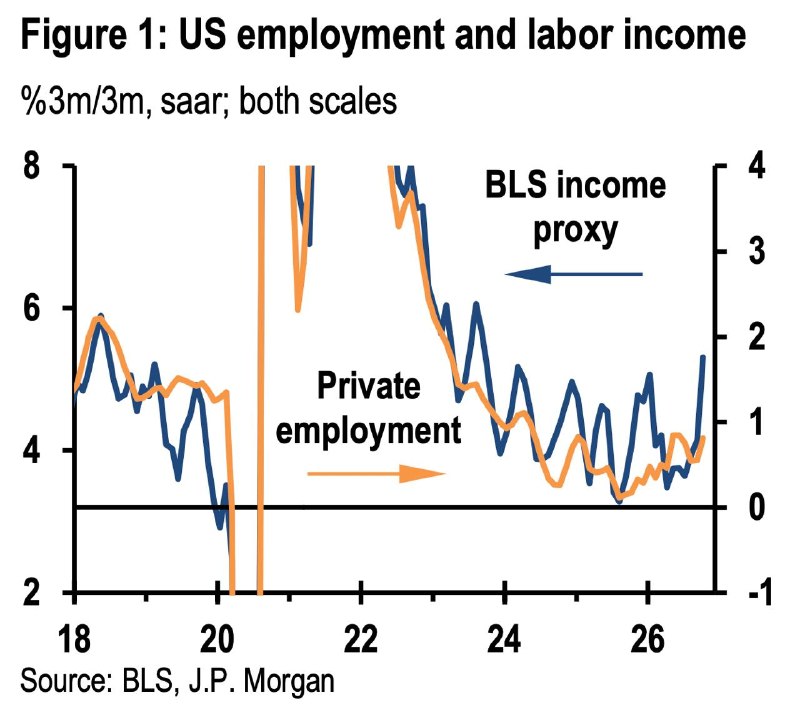 Figure 1: US employment and labor income
%3m/3m, saar; both scales
8
6
4
2
4
3
2
1
0
-1
BLS income
proxy
Private
employment
18
20
22
24
26
Source: BLS, J.P. Morgan